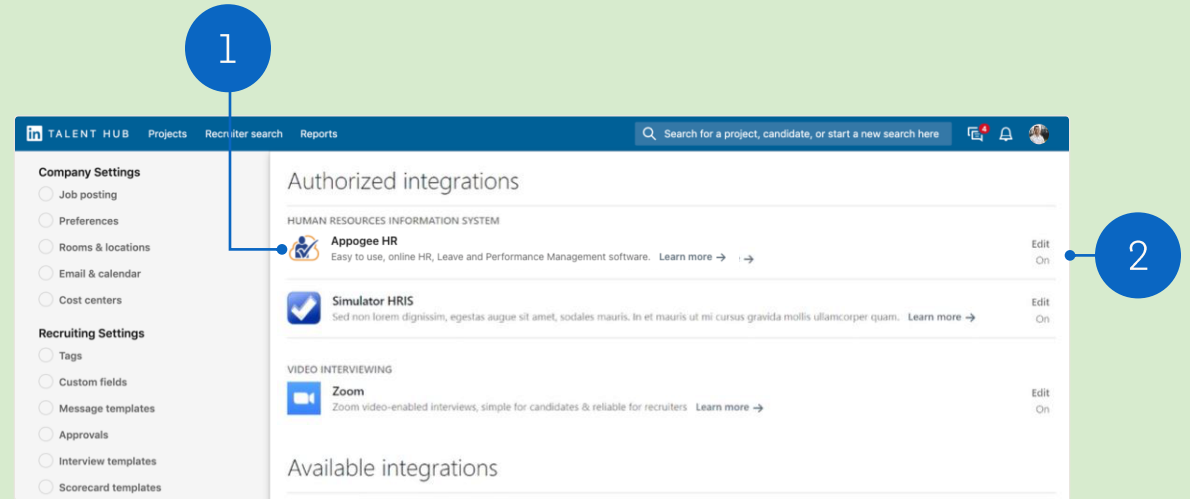 1
in TALENT HUB Projects Recruiter search Reports Search for a project, candidate, or start a new search here 4
Company Settings
Job posting
Preferences
Rooms & locations
Email & calendar
Cost centers
Recruiting Settings
Tags
Custom fields
Message templates
Approvals
Interview templates
Scorecard templates
Authorized integrations
HUMAN RESOURCES INFORMATION SYSTEM
Appogee HR
Easy to use, online HR, Leave and Performance Management software. Learn more → →
Edit
On
2
Simulator HRIS
Sed non lorem dignissim, egestas augue sit amet, sodales mauris. In et mauris ut mi cursus gravida mollis ullamcorper quam. Learn more →
Edit
On
VIDEO INTERVIEWING
Zoom
Zoom video-enabled interviews, simple for candidates & reliable for recruiters Learn more →
Edit
On
Available integrations